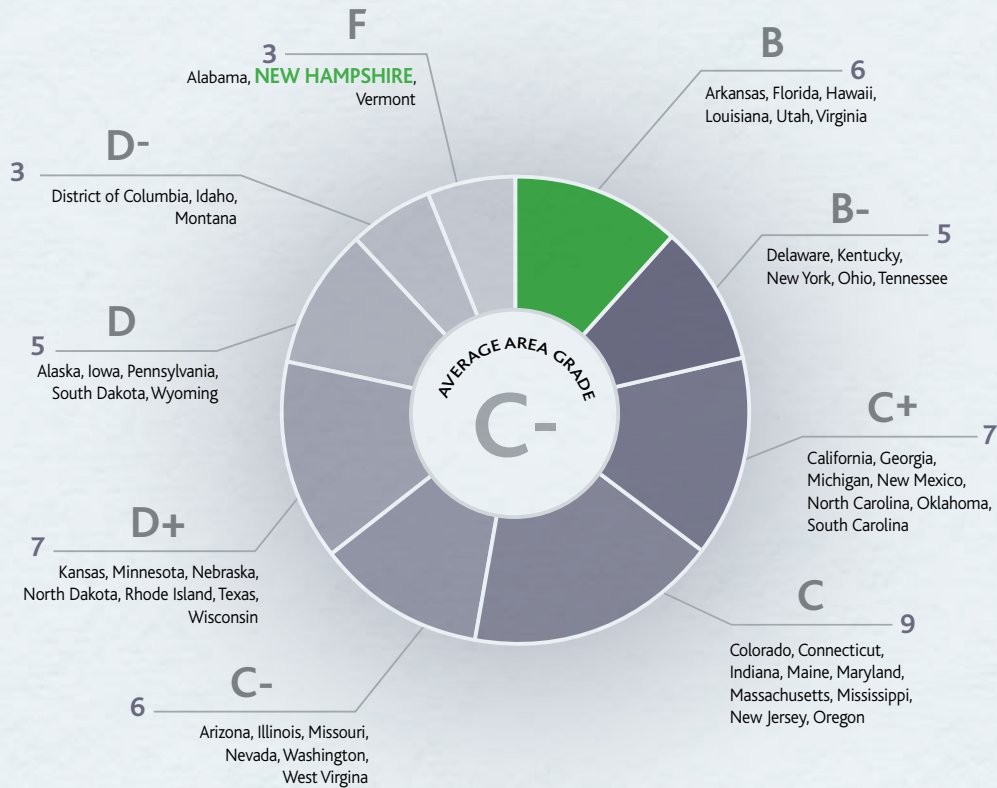 F
3
Alabama, NEW HAMPSHIRE,
Vermont
B
6
Arkansas, Florida, Hawaii,
Louisiana, Utah, Virginia
D-
3
District of Columbia, Idaho,
Montana
B-
5
Delaware, Kentucky,
New York, Ohio, Tennessee
D
5
Alaska, Iowa, Pennsylvania,
South Dakota, Wyoming
AVERAGE AREA GRADE
C-
C+
7
California, Georgia,
Michigan, New Mexico,
North Carolina, Oklahoma,
South Carolina
D+
7
Kansas, Minnesota, Nebraska,
North Dakota, Rhode Island, Texas,
Wisconsin
C
9
Colorado, Connecticut,
Indiana, Maine, Maryland,
Massachusetts, Mississippi,
New Jersey, Oregon
C-
6
Arizona, Illinois, Missouri,
Nevada, Washington,
West Virgina